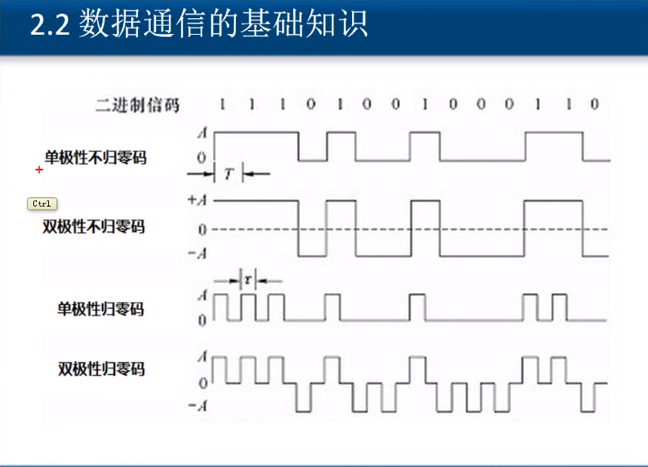 2.2 数据通信的基础知识
二进制信码 1 1 1 0 1 0 0 1 0 0 0 1 1 0
单极性不归零码 A 0
T
Ctrl
双极性不归零码 +A 0 -A
τ
单极性归零码 A 0
双极性归零码 A 0 -A